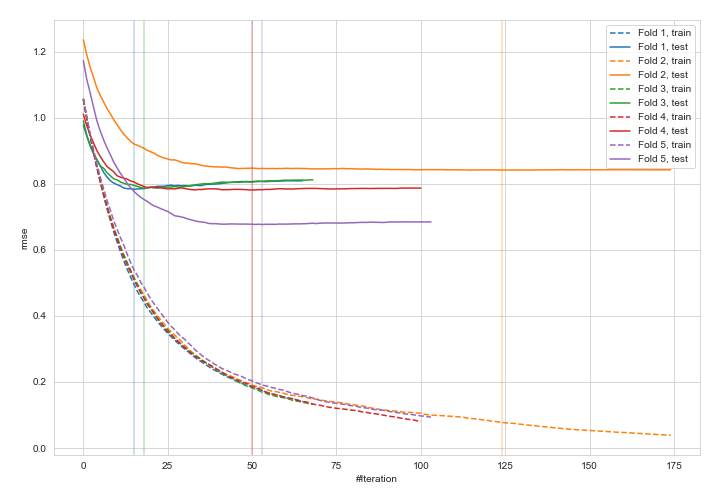 1.2
1.0
0.8
0.6
0.4
0.2
0.0
rmse
0
25
50
75
100
125
150
175
#Iteration
Fold 1, train
Fold 1, test
Fold 2, train
Fold 2, test
Fold 3, train
Fold 3, test
Fold 4, train
Fold 4, test
Fold 5, train
Fold 5, test